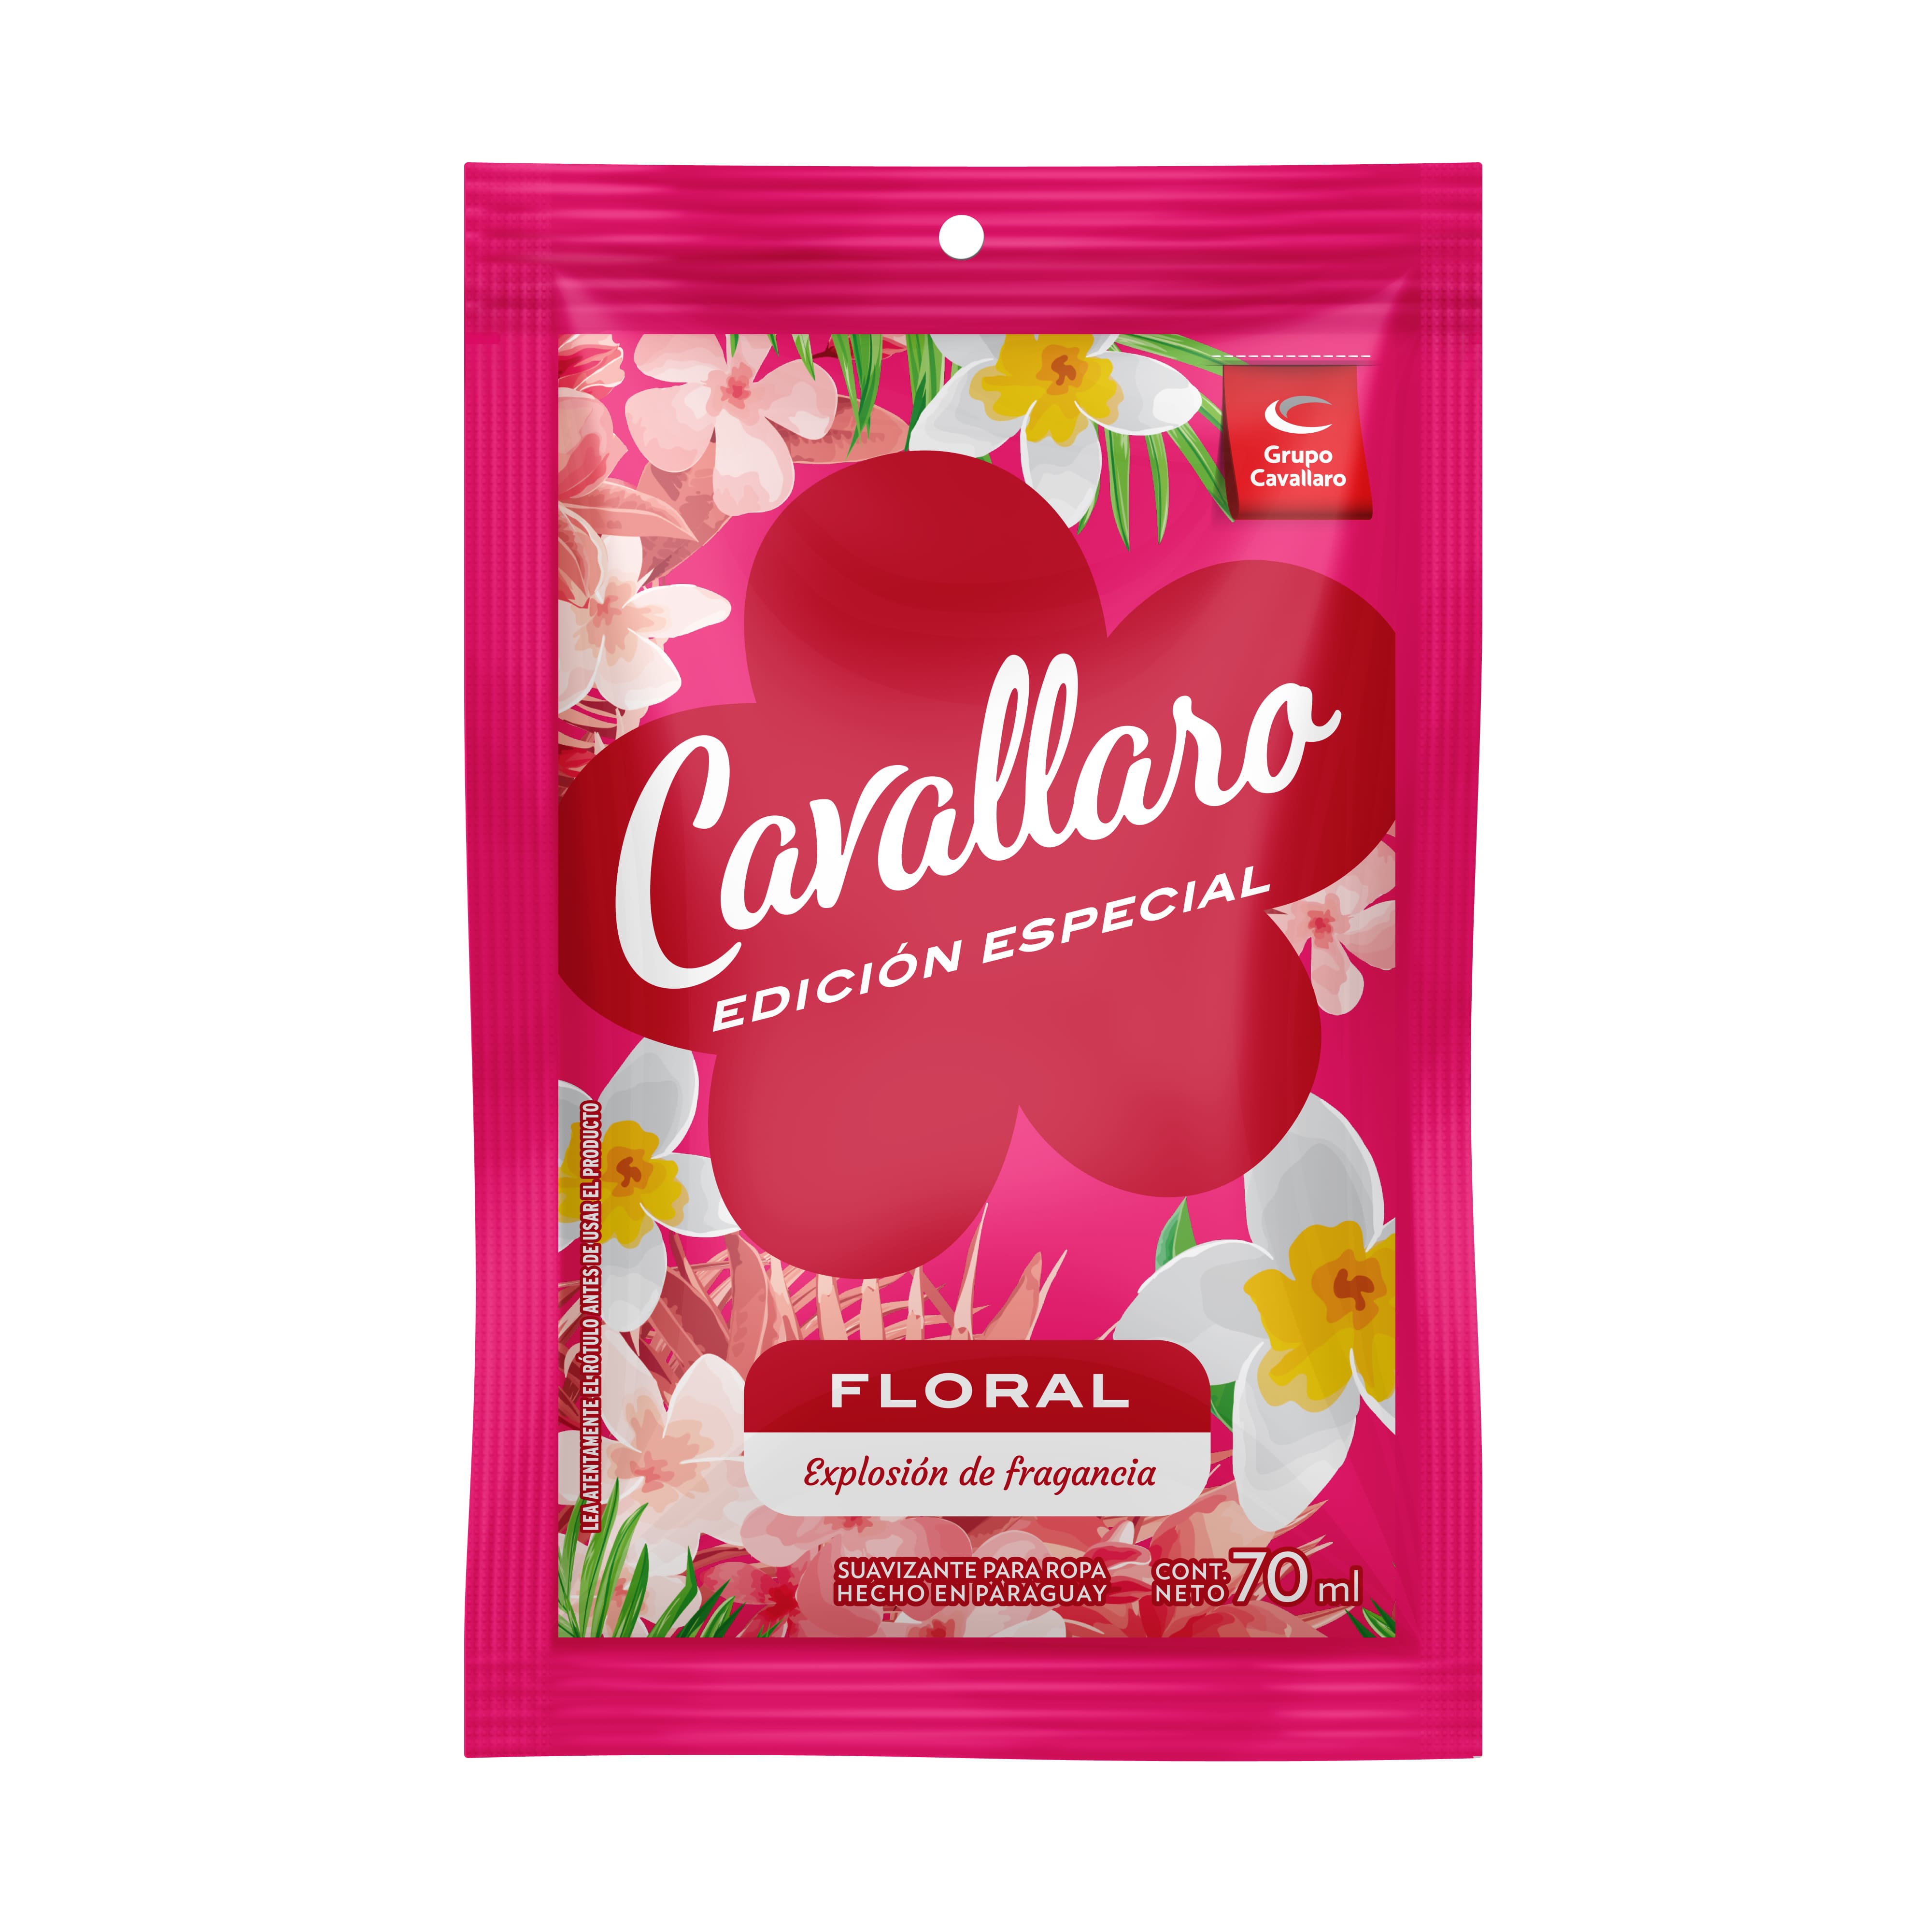 Grupo
Cavallaro
Cavallaro
EDICIÓN ESPECIAL
LEA ATENTAMENTE EL RÓTULO ANTES DE USAR EL PRODUCTO
FLORAL
Explosión de fragancia
SUAVIZANTE PARA ROPA
HECHO EN PARAGUAY
CONT.
NETO 70 ml